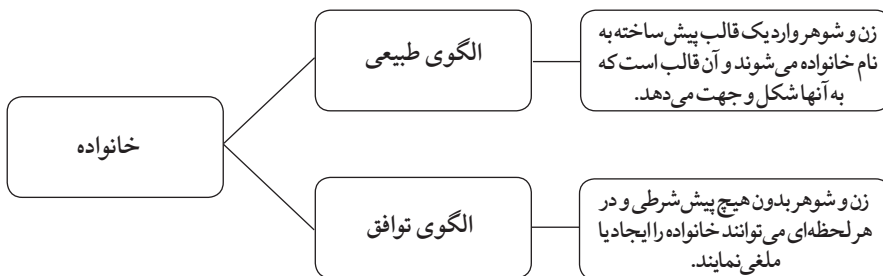 خانواده
الگوی طبیعی
زن و شوهر وارد یک قالب پیش ساخته به
نام خانواده می‌شوند و آن قالب است که
به آنها شکل و جهت می‌دهد.
الگوی توافق
زن و شوهر بدون هیچ پیش شرطی و در
هر لحظه‌ای می‌توانند خانواده را ایجاد یا
ملغی نمایند.